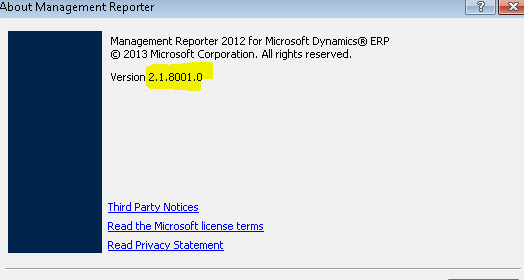 About Management Reporter
Management Reporter 2012 for Microsoft Dynamics® ERP
© 2013 Microsoft Corporation. All rights reserved.
Version 2.1.8001.0
Third Party Notices
Read the Microsoft license terms
Read Privacy Statement